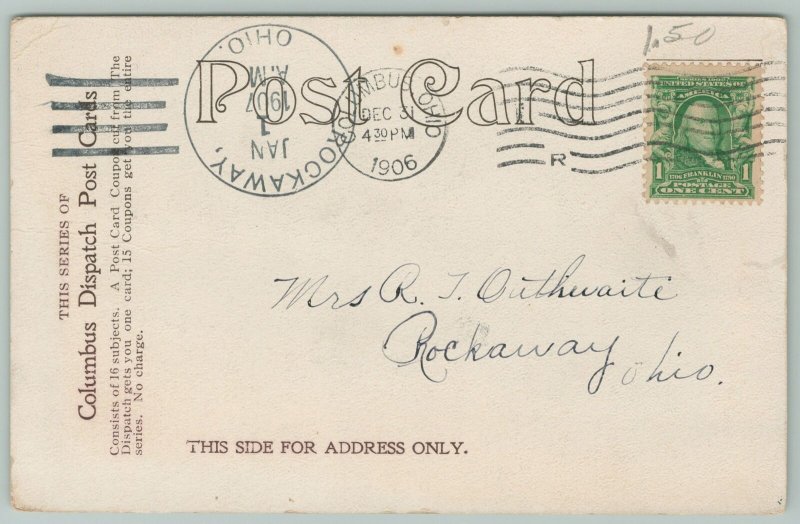 1.50
Post Card
ROCKAWAY,
JAN
1
1907
A.M.
OHIO.
COLUMBUS, OHIO
DEC 31
4 30 PM
1906
R
UNITED STATES OF
AMERICA
1 1706 FRANKLIN 1790 1
POSTAGE
ONE CENT
THIS SERIES OF
Columbus Dispatch Post Cards
Consists of 16 subjects. A Post Card Coupon cut from The
Dispatch gets you one card; 15 Coupons get you the entire
series. No charge.
Mrs R. T. Outhwaite
Rockaway
Ohio.
THIS SIDE FOR ADDRESS ONLY.